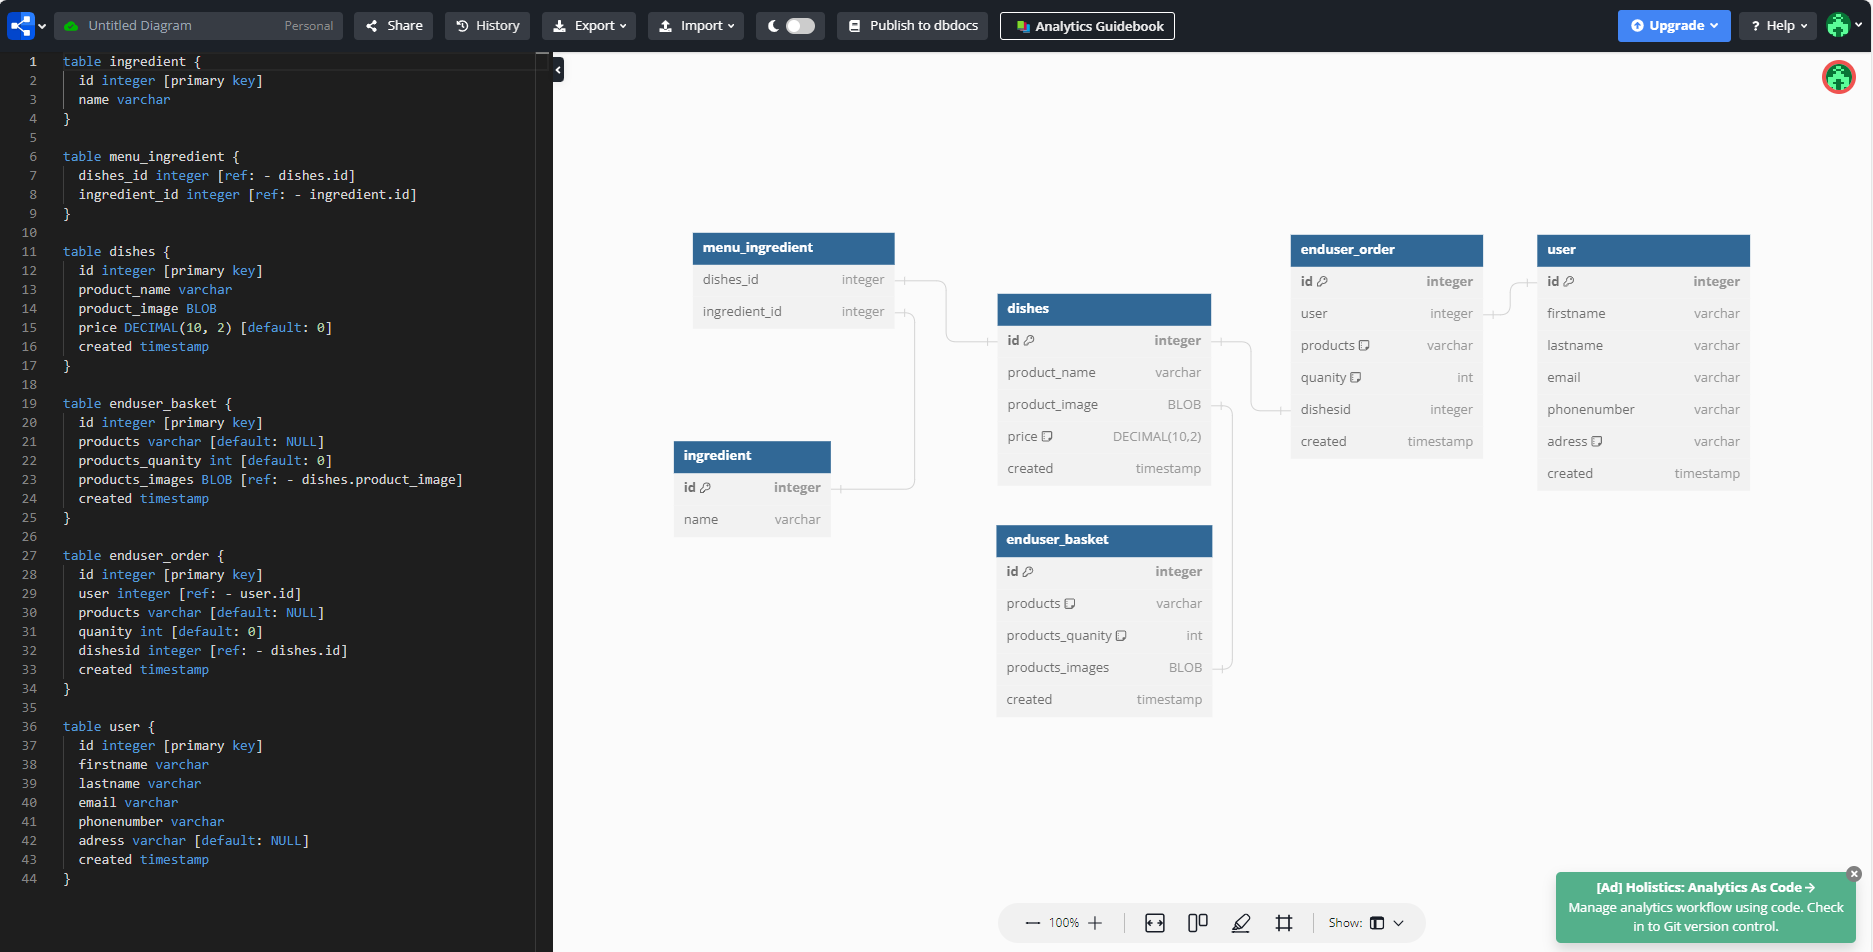 Untitled Diagram Personal Share History Export Import Publish to dbdocs Analytics Guidebook Upgrade ? Help
1 table ingredient {
2 id integer [primary key]
3 name varchar
4 }
5
6 table menu_ingredient {
7 dishes_id integer [ref: - dishes.id]
8 ingredient_id integer [ref: - ingredient.id]
9 }
10
11 table dishes {
12 id integer [primary key]
13 product_name varchar
14 product_image BLOB
15 price DECIMAL(10, 2) [default: 0]
16 created timestamp
17 }
18
19 table enduser_basket {
20 id integer [primary key]
21 products varchar [default: NULL]
22 products_quanity int [default: 0]
23 products_images BLOB [ref: - dishes.product_image]
24 created timestamp
25 }
26
27 table enduser_order {
28 id integer [primary key]
29 user integer [ref: - user.id]
30 products varchar [default: NULL]
31 quanity int [default: 0]
32 dishesid integer [ref: - dishes.id]
33 created timestamp
34 }
35
36 table user {
37 id integer [primary key]
38 firstname varchar
39 lastname varchar
40 email varchar
41 phonenumber varchar
42 adress varchar [default: NULL]
43 created timestamp
44 }
menu_ingredient
dishes_id integer
ingredient_id integer
ingredient
id integer
name varchar
dishes
id integer
product_name varchar
product_image BLOB
price DECIMAL(10,2)
created timestamp
enduser_basket
id integer
products varchar
products_quanity int
products_images BLOB
created timestamp
enduser_order
id integer
user integer
products varchar
quanity int
dishesid integer
created timestamp
user
id integer
firstname varchar
lastname varchar
email varchar
phonenumber varchar
adress varchar
created timestamp
100% Show:
[Ad] Holistics: Analytics As Code →
Manage analytics workflow using code. Check
in to Git version control.